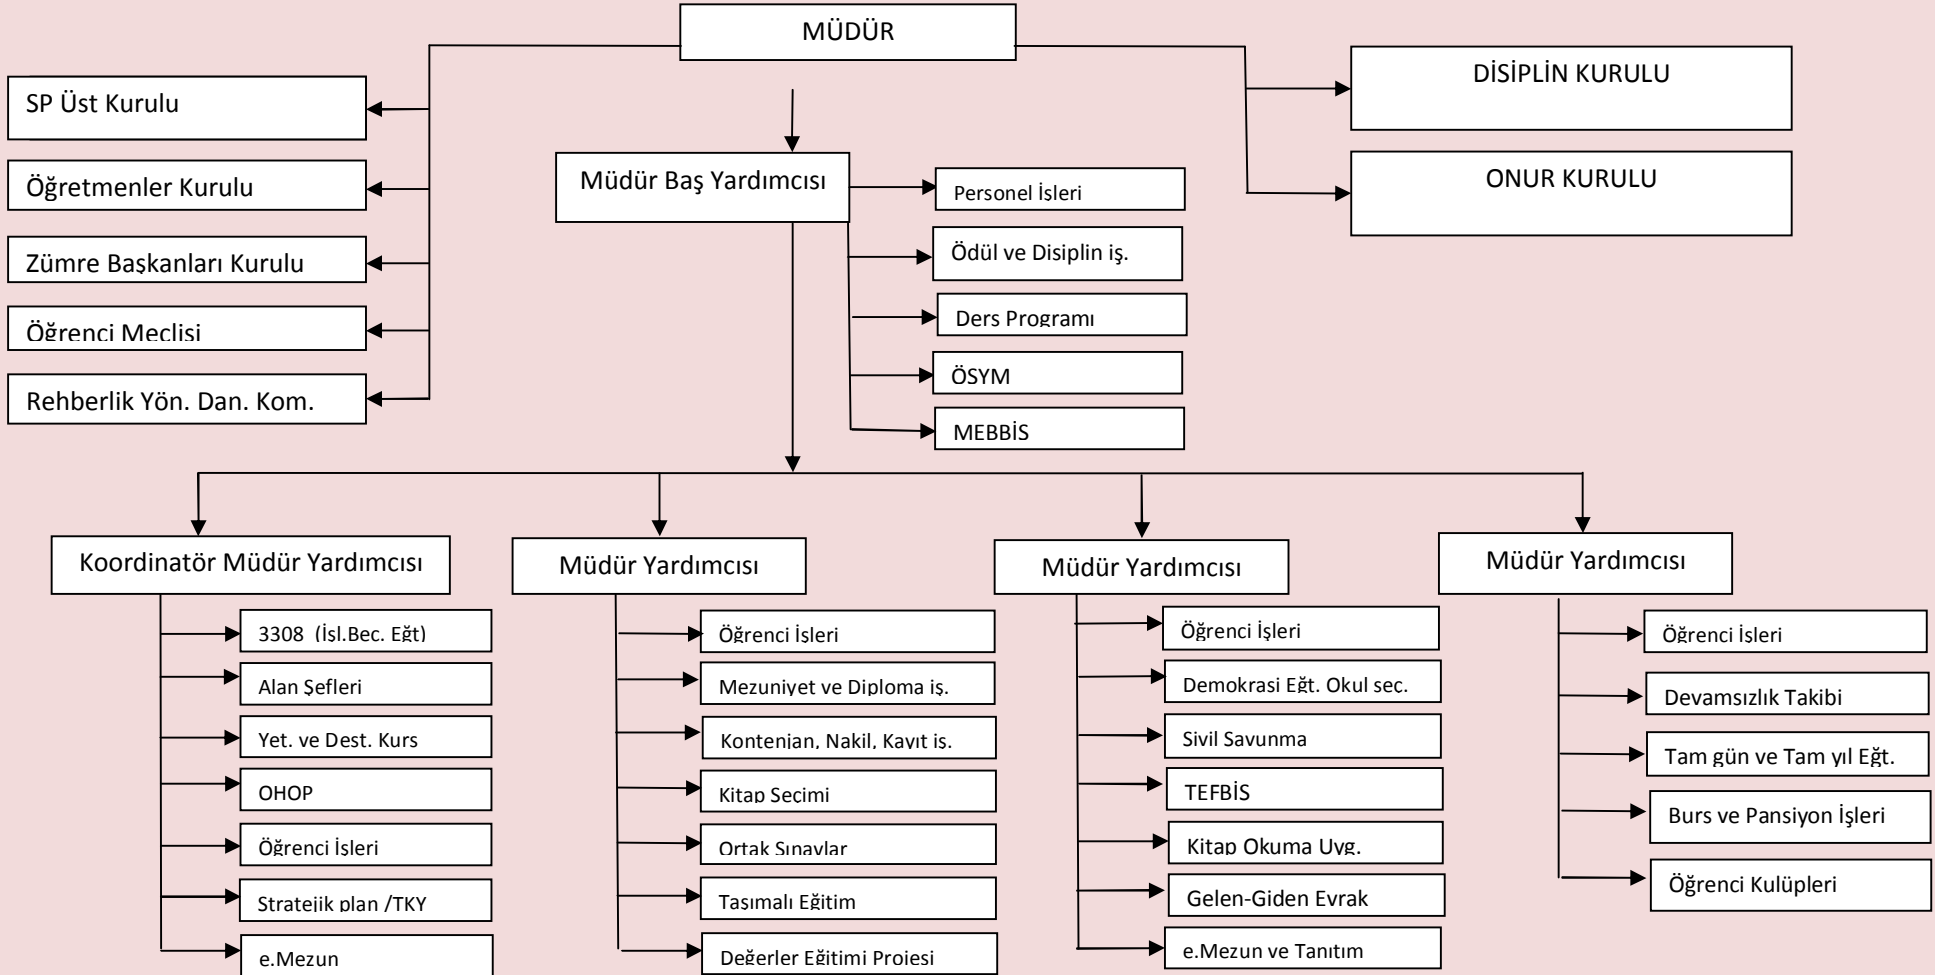 MÜDÜR
SP Üst Kurulu
Öğretmenler Kurulu
Zümre Başkanları Kurulu
Öğrenci Meclisi
Rehberlik Yön. Dan. Kom.
DİSİPLİN KURULU
ONUR KURULU
Müdür Baş Yardımcısı
Personel İşleri
Ödül ve Disiplin iş.
Ders Programı
ÖSYM
MEBBİS
Koordinatör Müdür Yardımcısı
3308 (İşl.Bec. Eğt)
Alan Şefleri
Yet. ve Dest. Kurs
OHOP
Öğrenci İşleri
Stratejik plan /TKY
e.Mezun
Müdür Yardımcısı
Öğrenci İşleri
Mezuniyet ve Diploma iş.
Kontenjan, Nakil, Kayıt iş.
Kitap Seçimi
Ortak Sınavlar
Taşımalı Eğitim
Değerler Eğitimi Projesi
Müdür Yardımcısı
Öğrenci İşleri
Demokrasi Eğt. Okul seç.
Sivil Savunma
TEFBİS
Kitap Okuma Uyg.
Gelen-Giden Evrak
e.Mezun ve Tanıtım
Müdür Yardımcısı
Öğrenci İşleri
Devamsızlık Takibi
Tam gün ve Tam yıl Eğt.
Burs ve Pansiyon İşleri
Öğrenci Kulüpleri